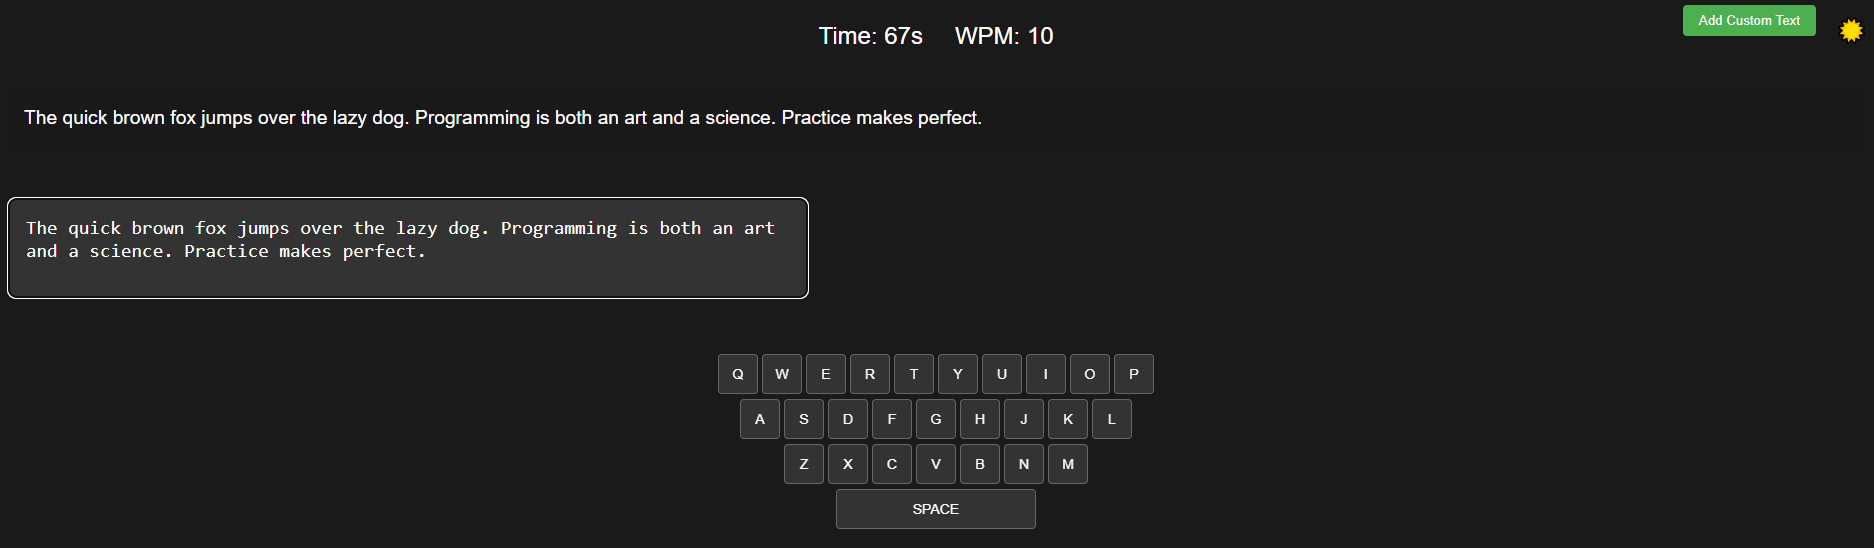 Time: 67s WPM: 10
Add Custom Text
The quick brown fox jumps over the lazy dog. Programming is both an art and a science. Practice makes perfect.
The quick brown fox jumps over the lazy dog. Programming is both an art
and a science. Practice makes perfect.
Q W E R T Y U I O P
A S D F G H J K L
Z X C V B N M
SPACE